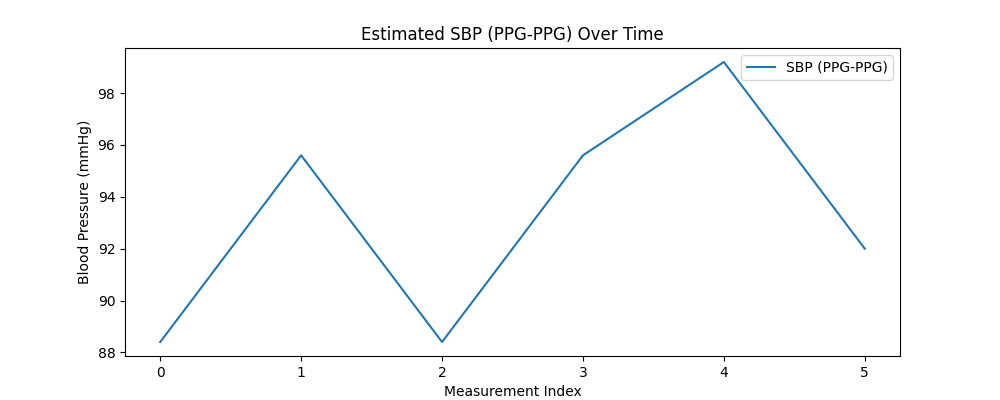 Estimated SBP (PPG-PPG) Over Time
SBP (PPG-PPG)
Blood Pressure (mmHg)
98
96
94
92
90
88
0 1 2 3 4 5
Measurement Index